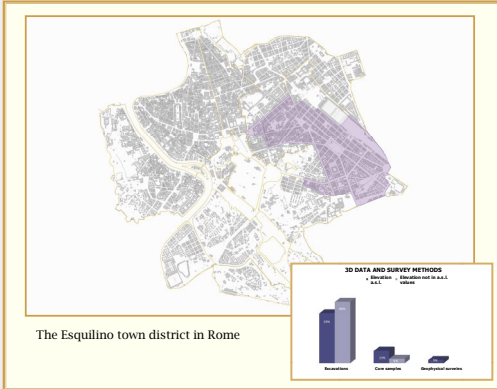 3D DATA AND SURVEY METHODS
Elevation a.s.l.
Elevation not in a.s.l. values
Excavations
Core samples
Geophysical surveies
The Esquilino town district in Rome